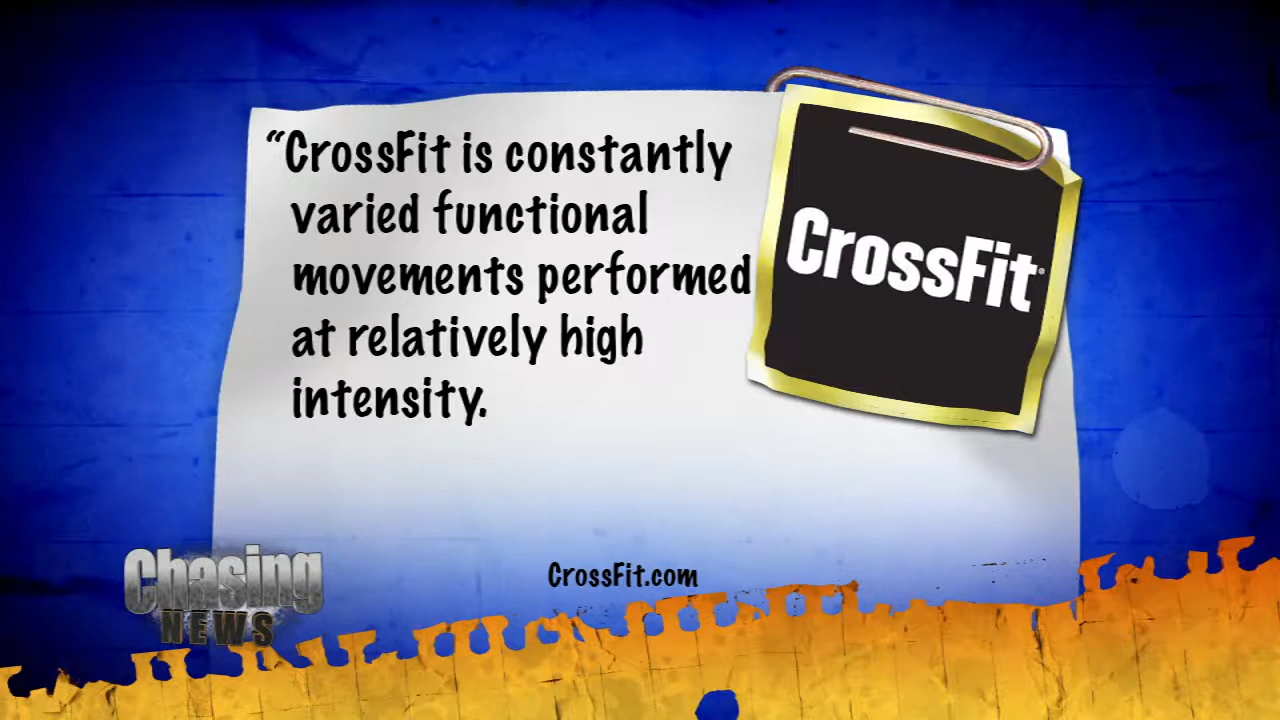 “CrossFit is constantly
varied functional
movements performed
at relatively high
intensity.
CrossFit®
CrossFit.com
Chasing
NEWS